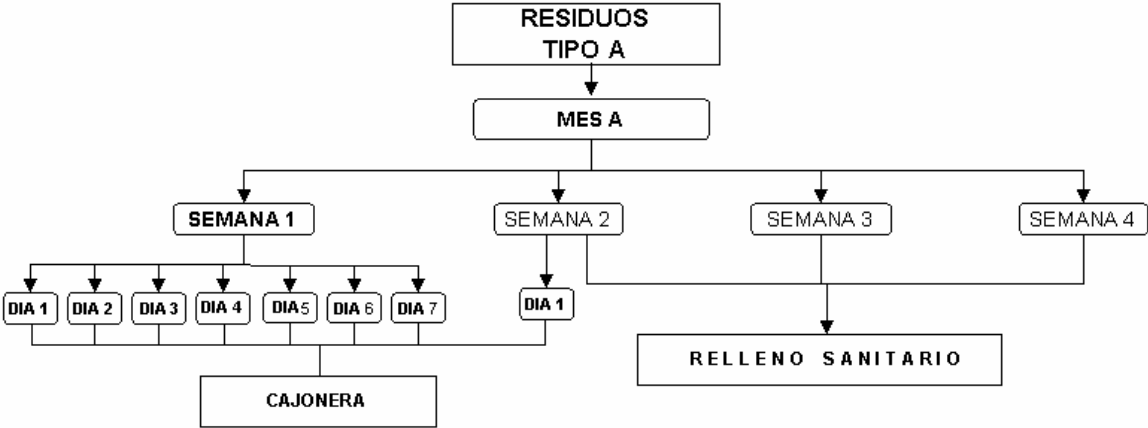 RESIDUOS
TIPO A
MES A
SEMANA 1
SEMANA 2
SEMANA 3
SEMANA 4
DIA 1
DIA 2
DIA 3
DIA 4
DIA 5
DIA 6
DIA 7
DIA 1
RELLENO SANITARIO
CAJONERA